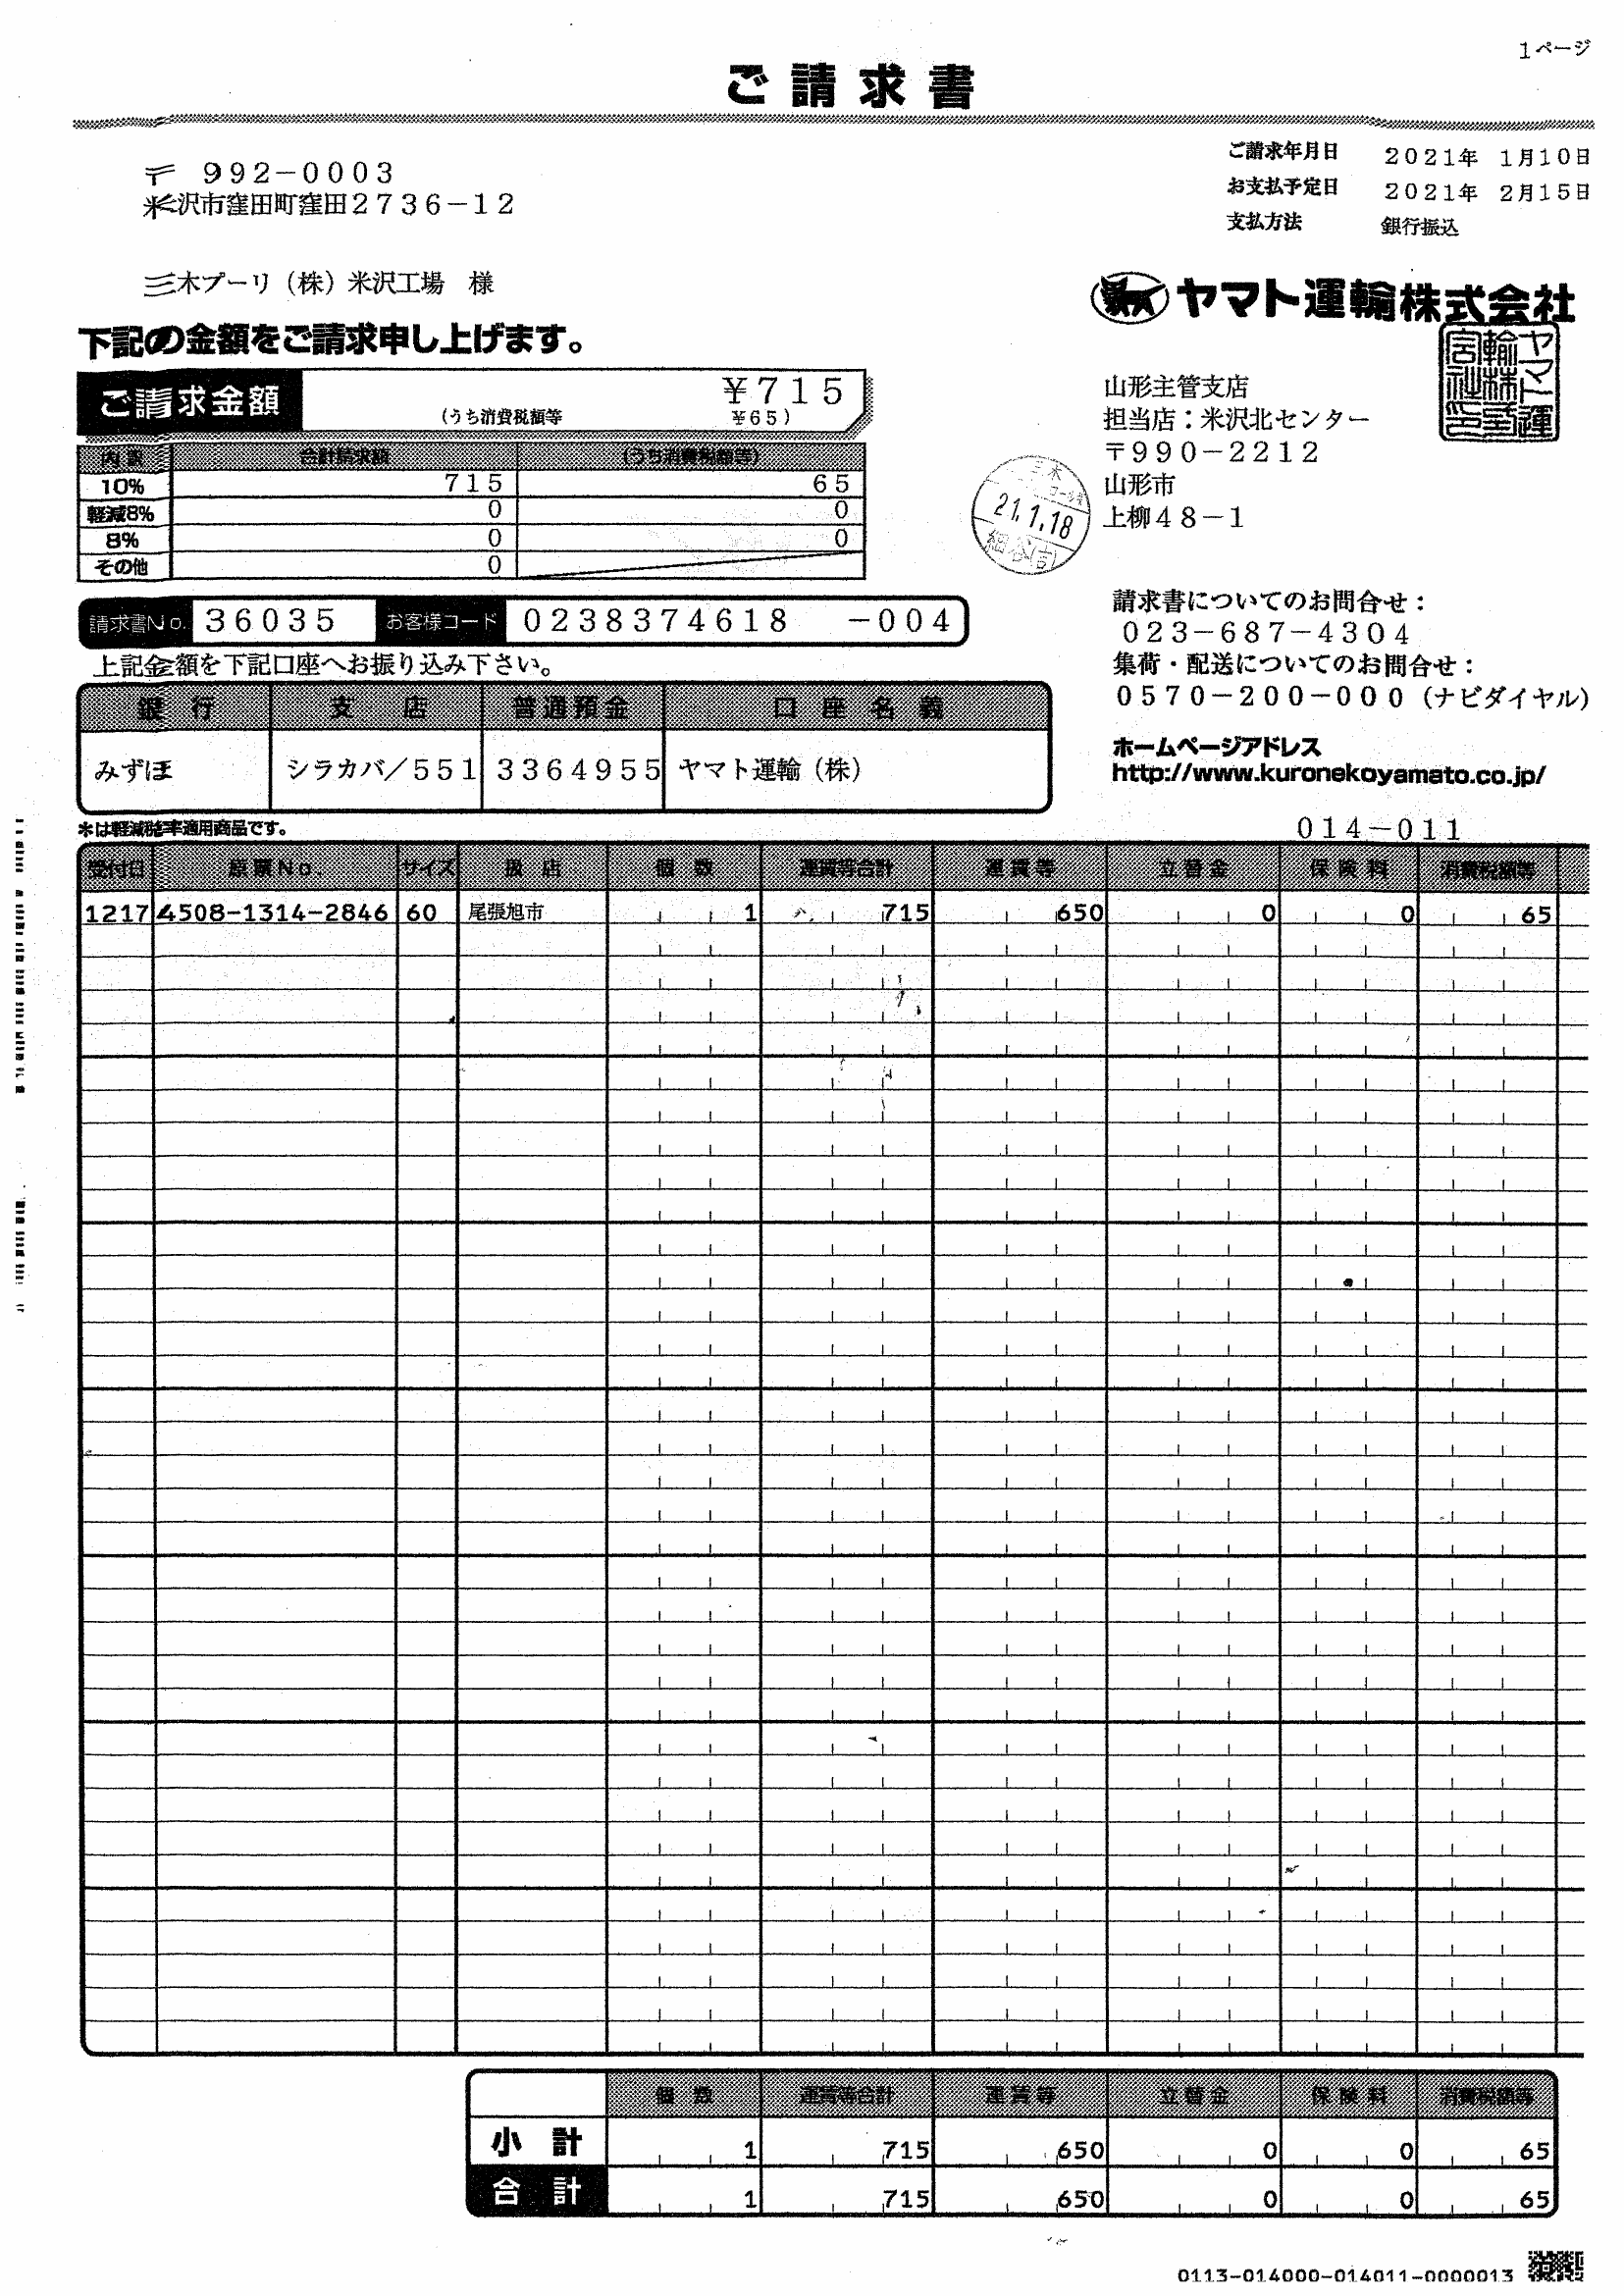 1ページ
ご請求書
〒 992-0003
米沢市窪田町窪田2736-12
三木プーリ（株）米沢工場 様
ご請求年月日 2021年 1月10日
お支払予定日 2021年 2月15日
支払方法 銀行振込
ヤマト運輸株式会社
下記の金額をご請求申し上げます。
ご請求金額 ¥715
（うち消費税額等 ¥65）
内訳 合計請求額 （うち消費税額等）
10% 715 65
軽減8% 0 0
8% 0 0
その他 0
山形主管支店
担当店：米沢北センター
〒990-2212
山形市
上柳48-1
三木
21.1.18
細谷
請求書No. 36035 お客様コード 0238374618 -004
上記金額を下記口座へお振り込み下さい。
銀行 支店 普通預金 口座名義
みずほ シラカバ／551 3364955 ヤマト運輸（株）
請求書についてのお問合せ：
023-687-4304
集荷・配送についてのお問合せ：
0570-200-000（ナビダイヤル）
ホームページアドレス
http://www.kuronekoyamato.co.jp/
＊は軽減税率適用商品です。
014-011
受付日 原票No. サイズ 扱店 個数 運賃等合計 運賃等 立替金 保険料 消費税額等
1217 4508-1314-2846 60 尾張旭市 1 715 650 0 0 65
個数 運賃等合計 運賃等 立替金 保険料 消費税額等
小計 1 715 650 0 0 65
合計 1 715 650 0 0 65
0113-014000-014011-0000013